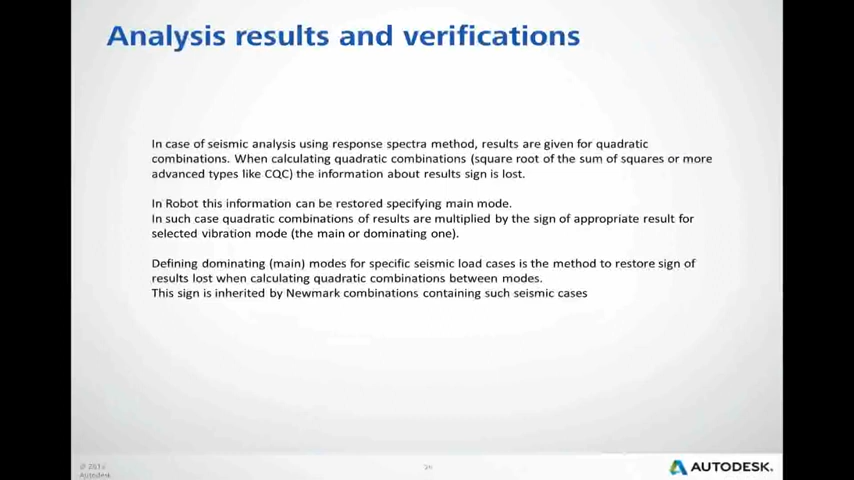 Analysis results and verifications
In case of seismic analysis using response spectra method, results are given for quadratic
combinations. When calculating quadratic combinations (square root of the sum of squares or more
advanced types like CQC) the information about results sign is lost.
In Robot this information can be restored specifying main mode.
In such case quadratic combinations of results are multiplied by the sign of appropriate result for
selected vibration mode (the main or dominating one).
Defining dominating (main) modes for specific seismic load cases is the method to restore sign of
results lost when calculating quadratic combinations between modes.
This sign is inherited by Newmark combinations containing such seismic cases
©
Autodesk
AUTODESK.